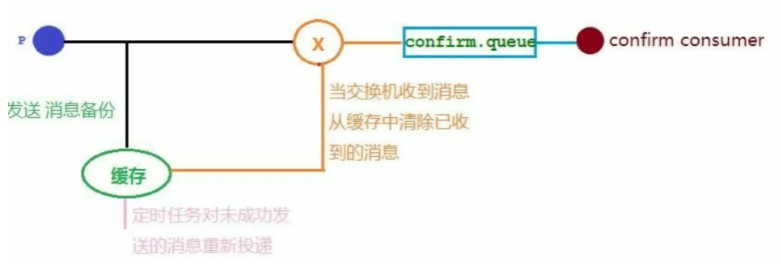 P
X
confirm.queue
confirm consumer
发送 消息备份
当交换机收到消息
从缓存中清除已收
到的消息
缓存
定时任务对未成功发
送的消息重新投递